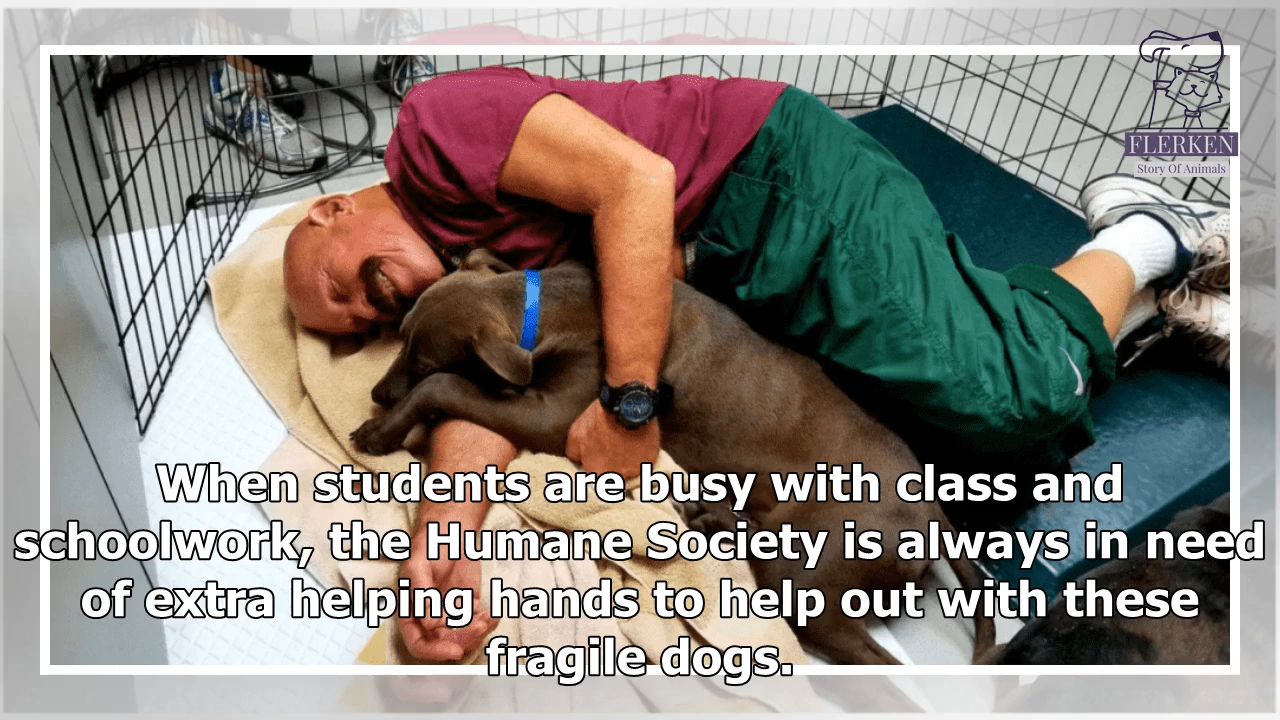 FLERKEN
Story Of Animals
When students are busy with class and
schoolwork, the Humane Society is always in need
of extra helping hands to help out with these
fragile dogs.